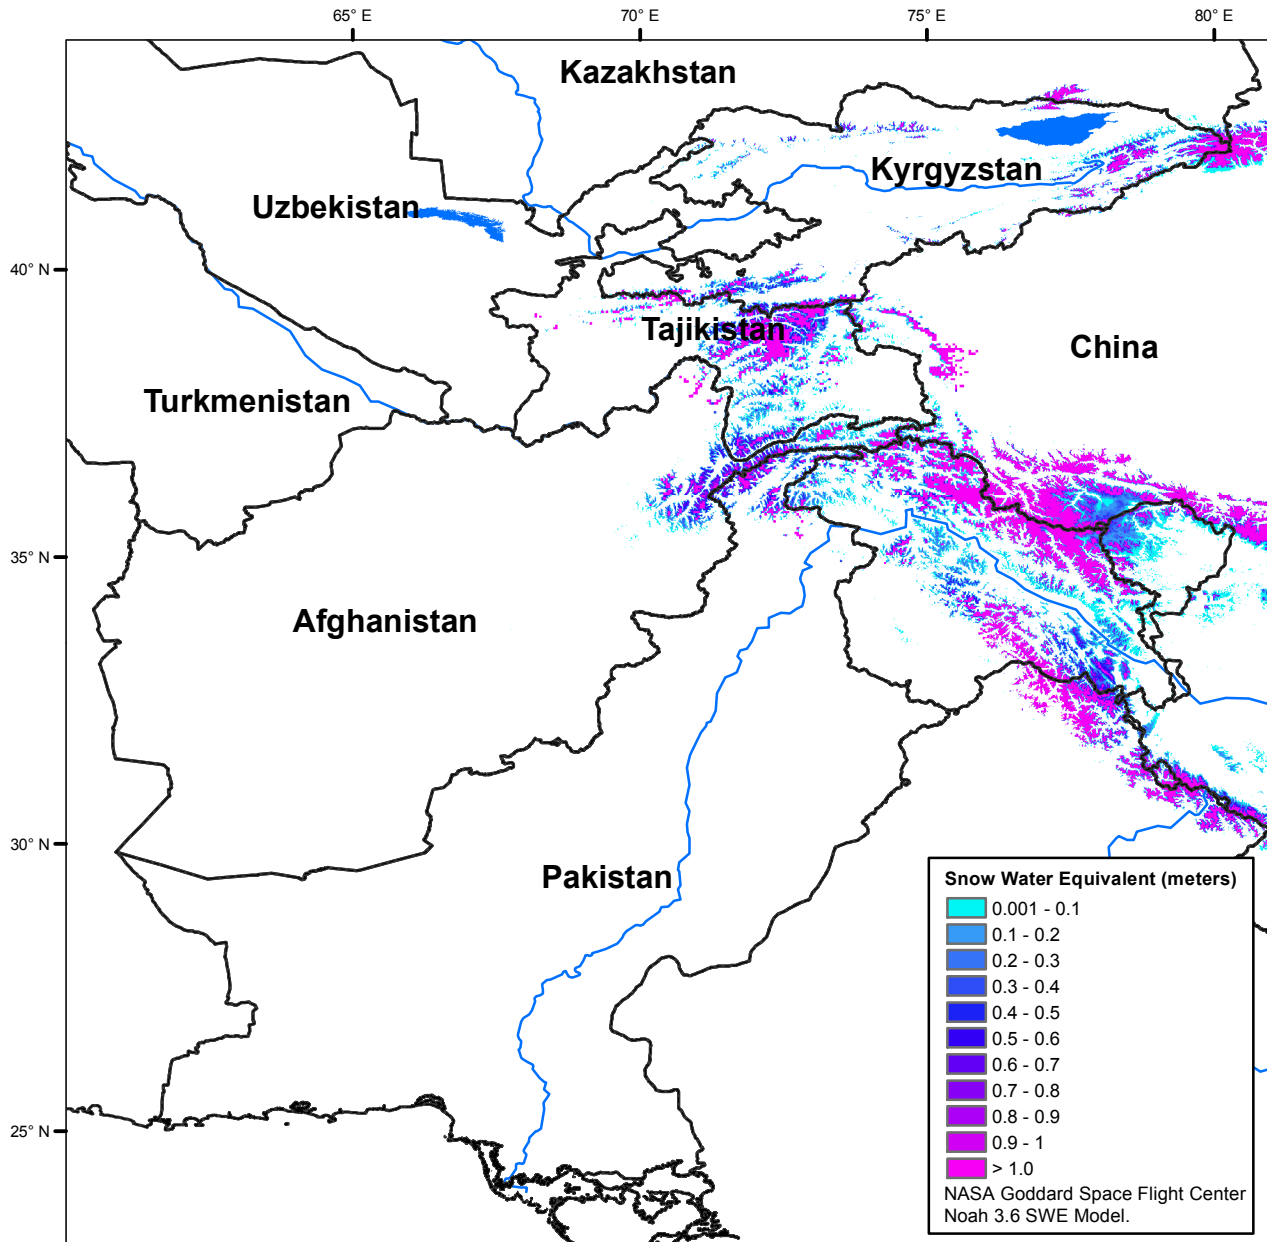 65° E
70° E
75° E
80° E
Kazakhstan
Kyrgyzstan
Uzbekistan
40° N
Tajikistan
China
Turkmenistan
35° N
Afghanistan
30° N
Pakistan
25° N
Snow Water Equivalent (meters)
0.001 - 0.1
0.1 - 0.2
0.2 - 0.3
0.3 - 0.4
0.4 - 0.5
0.5 - 0.6
0.6 - 0.7
0.7 - 0.8
0.8 - 0.9
0.9 - 1
> 1.0
NASA Goddard Space Flight Center
Noah 3.6 SWE Model.